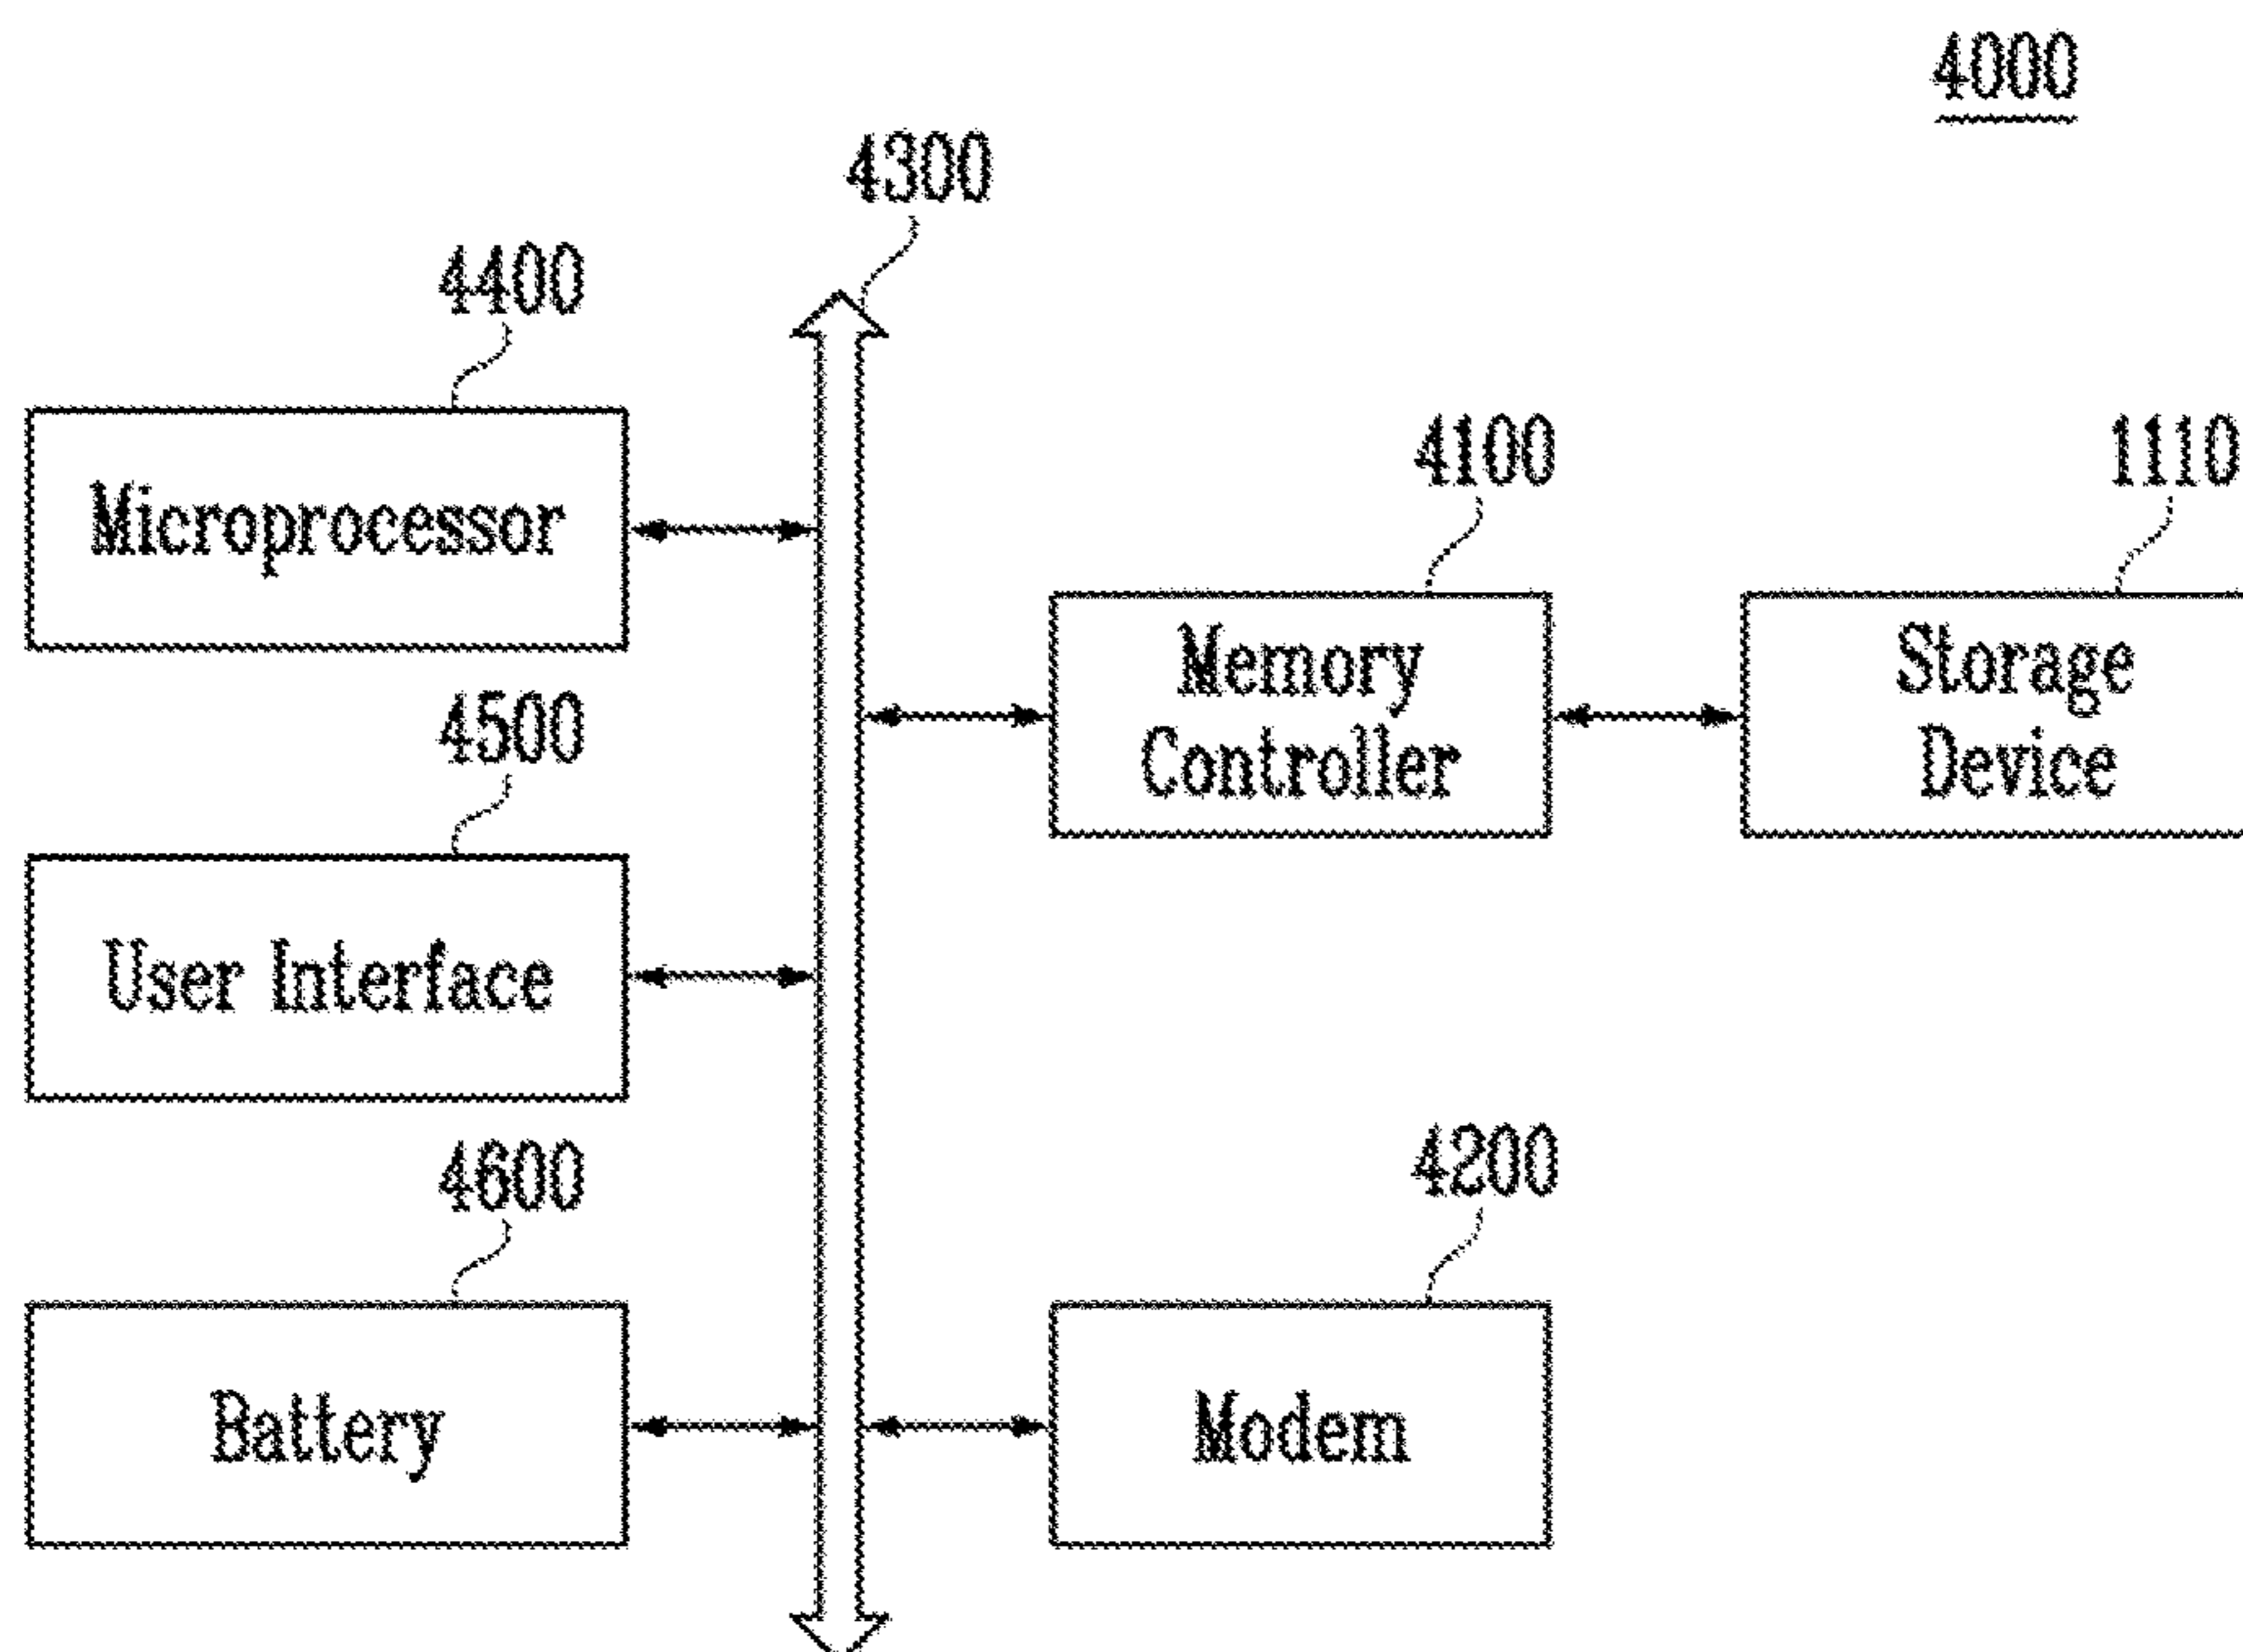 4000
4300
4400
Microprocessor
4100
1110
Memory
Controller
Storage
Device
4500
User Interface
4600
Battery
4200
Modem